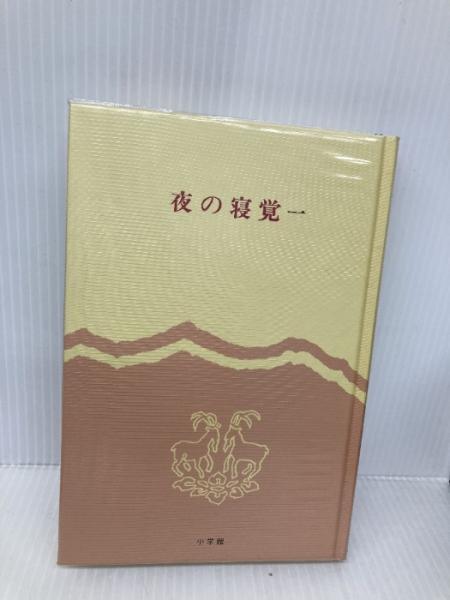 夜の寝覚 一
小学館